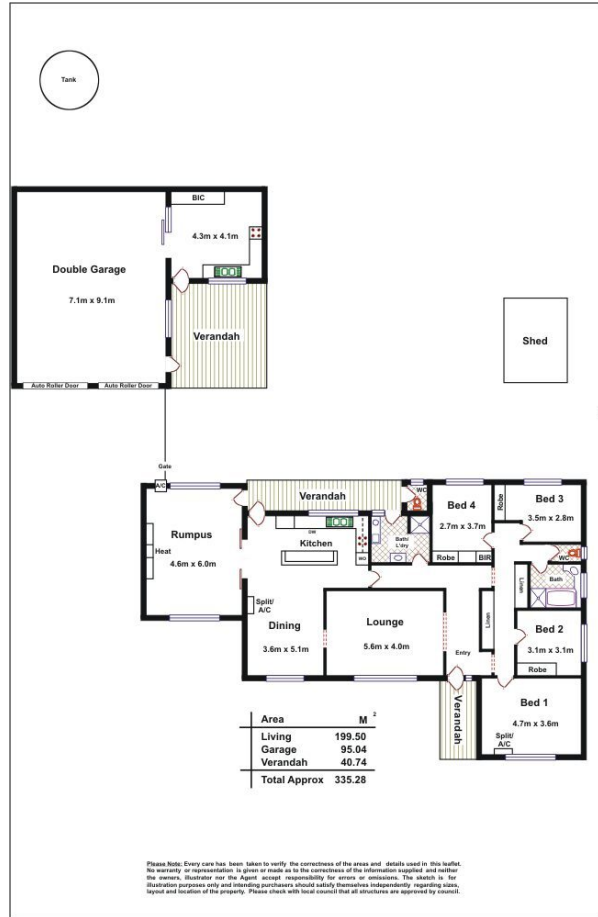 Tank
BIC
4.3m x 4.1m
Double Garage
7.1m x 9.1m
Verandah
Auto Roller Door
Auto Roller Door
Shed
Gate
A/C
Verandah
WC
Bed 4
2.7m x 3.7m
Robe
Bed 3
3.5m x 2.8m
Rumpus
4.6m x 6.0m
Heat
DW
Kitchen
WO
Bath/
L'dry
Robe
BIR
WC
Bath
Linen
Split/
A/C
Dining
3.6m x 5.1m
Lounge
5.6m x 4.0m
Linen
Entry
Bed 2
3.1m x 3.1m
Robe
Verandah
Bed 1
4.7m x 3.6m
Split/
A/C
Area M 2
Living 199.50
Garage 95.04
Verandah 40.74
Total Approx 335.28
Please Note: Every care has been taken to verify the correctness of the areas and details used in this leaflet.
No warranty or representation is given or made as to the correctness of the information supplied and neither
the owners, illustrator nor the Agent accept responsibility for errors or omissions. The sketch is for
illustration purposes only and intending purchasers should satisfy themselves independently regarding sizes,
layout and location of the property. Please check with local council that all structures are approved by council.